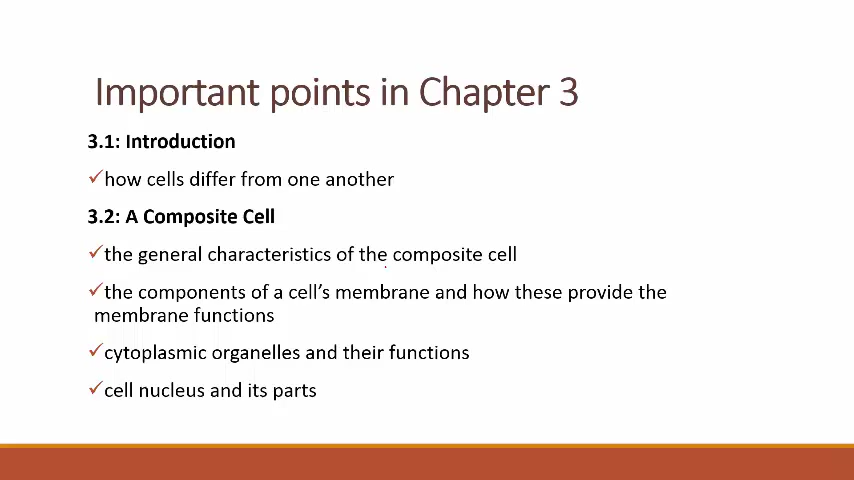 Important points in Chapter 3
3.1: Introduction
✓how cells differ from one another
3.2: A Composite Cell
✓the general characteristics of the composite cell
✓the components of a cell’s membrane and how these provide the
membrane functions
✓cytoplasmic organelles and their functions
✓cell nucleus and its parts